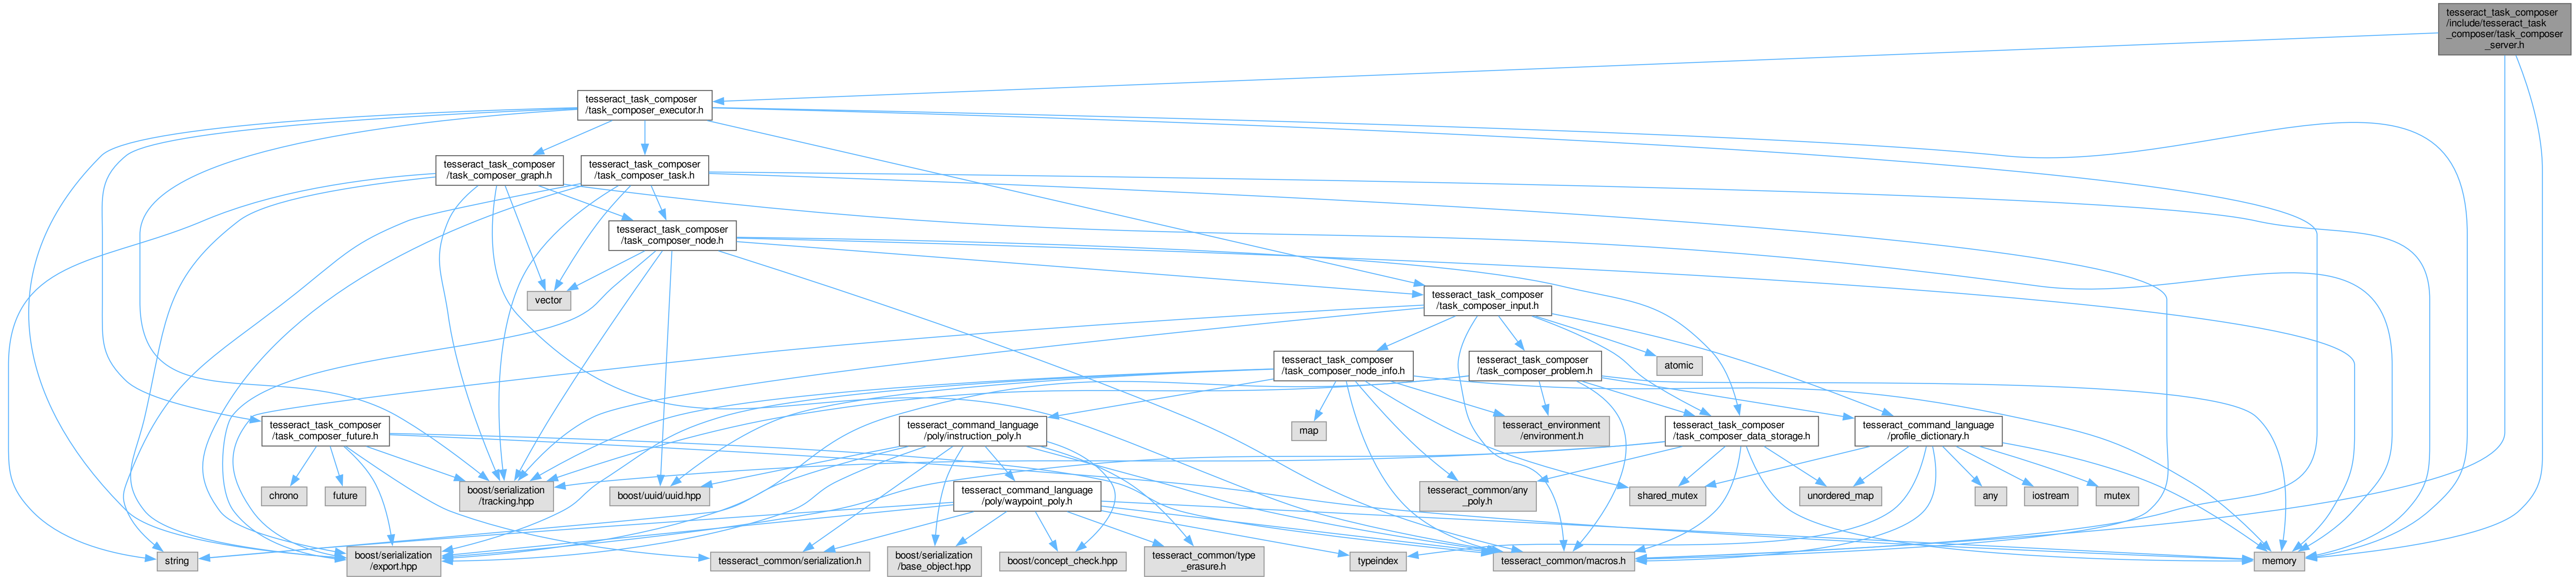 tesseract_task_composer
/include/tesseract_task
_composer/task_composer
_server.h
tesseract_task_composer
/task_composer_executor.h
tesseract_task_composer
/task_composer_graph.h
tesseract_task_composer
/task_composer_task.h
tesseract_task_composer
/task_composer_node.h
vector
tesseract_task_composer
/task_composer_input.h
tesseract_task_composer
/task_composer_node_info.h
tesseract_task_composer
/task_composer_problem.h
atomic
tesseract_task_composer
/task_composer_future.h
map
tesseract_command_language
/poly/instruction_poly.h
tesseract_environment
/environment.h
tesseract_task_composer
/task_composer_data_storage.h
tesseract_command_language
/profile_dictionary.h
chrono
future
boost/serialization
/tracking.hpp
boost/uuid/uuid.hpp
tesseract_command_language
/poly/waypoint_poly.h
tesseract_common/any
_poly.h
shared_mutex
unordered_map
any
iostream
mutex
string
boost/serialization
/export.hpp
tesseract_common/serialization.h
boost/serialization
/base_object.hpp
boost/concept_check.hpp
tesseract_common/type
_erasure.h
typeindex
tesseract_common/macros.h
memory